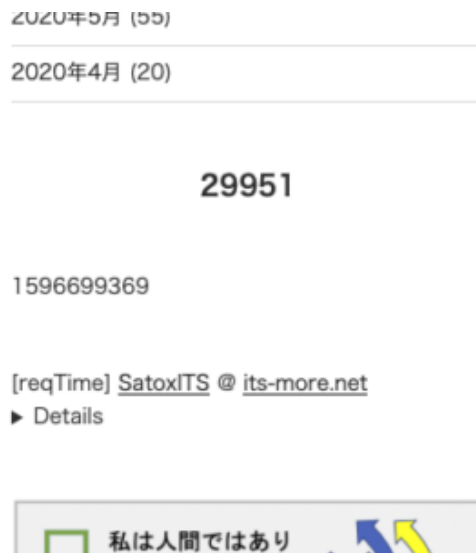 2020年5月 (55)
2020年4月 (20)
29951
1596699369
[reqTime] SatoxITS @ its-more.net
▶ Details
私は人間ではあり